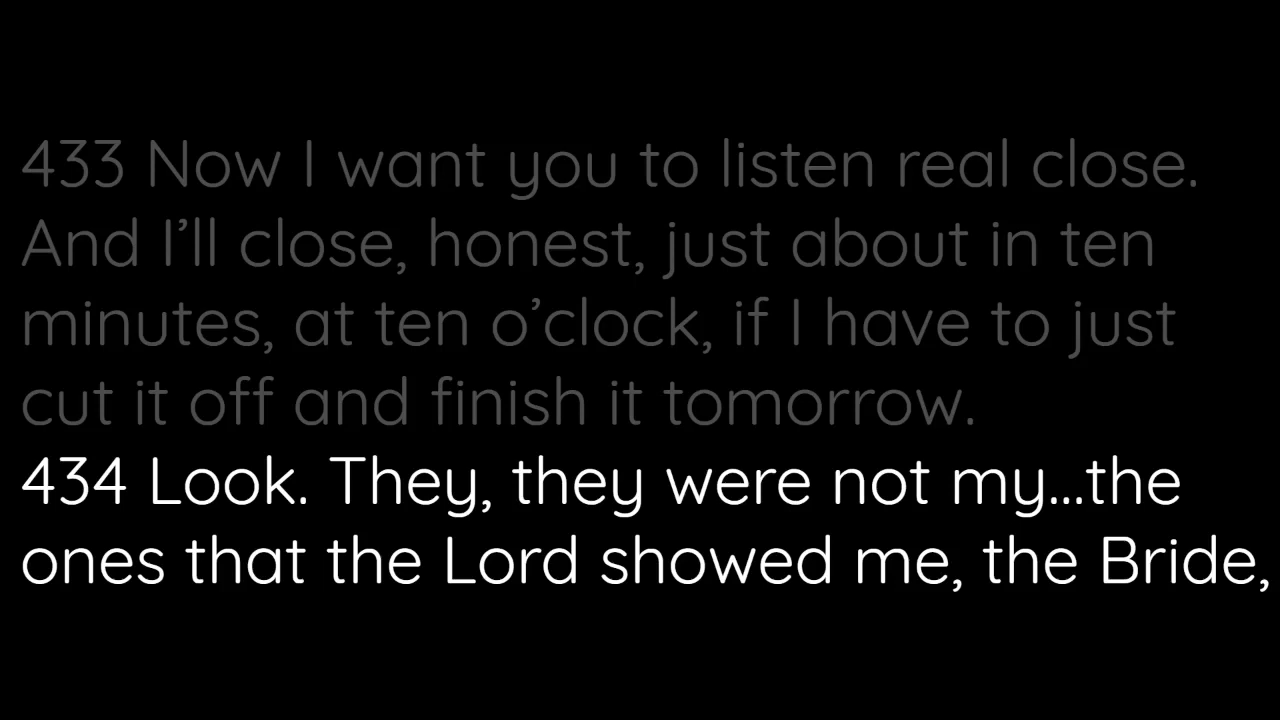 433 Now I want you to listen real close.
And I’ll close, honest, just about in ten
minutes, at ten o’clock, if I have to just
cut it off and finish it tomorrow.
434 Look. They, they were not my...the
ones that the Lord showed me, the Bride,